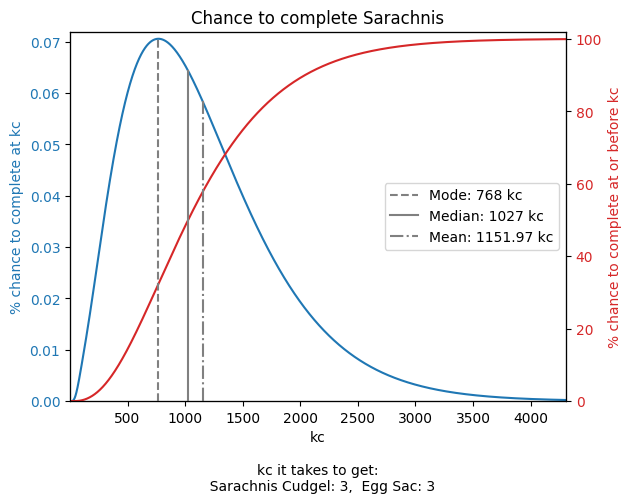 Chance to complete Sarachnis
% chance to complete at kc
0.07
0.06
0.05
0.04
0.03
0.02
0.01
0.00
100
80
60
40
20
0
% chance to complete at or before kc
Mode: 768 kc
Median: 1027 kc
Mean: 1151.97 kc
500 1000 1500 2000 2500 3000 3500 4000
kc
kc it takes to get:
Sarachnis Cudgel: 3,  Egg Sac: 3